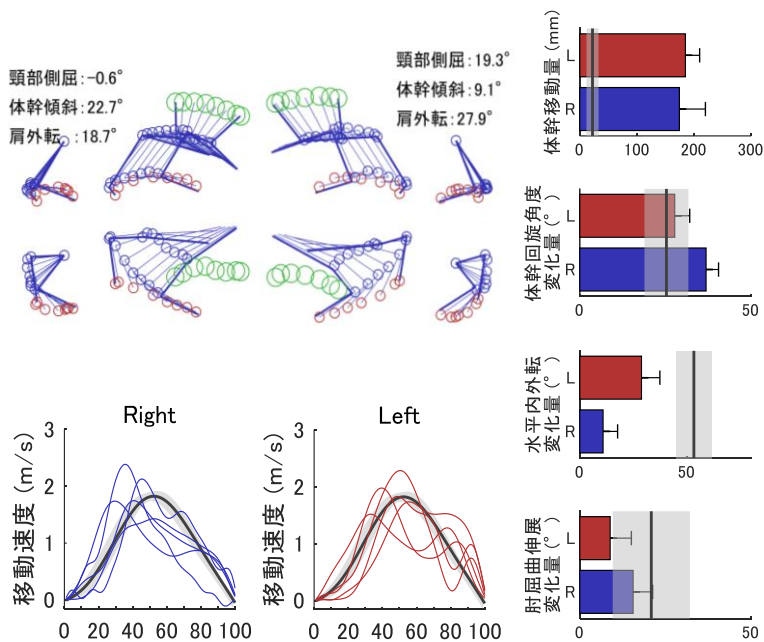 頸部側屈:-0.6°
体幹傾斜:22.7°
肩外転 :18.7°
19.3°
頸部側屈:
体幹傾斜:9.1°
肩外転 :27.9°
体幹移動量 (mm)
L
R
0 100 200 300
体幹回旋角度
変化量(°)
L
R
0 50
水平内外転
変化量(°)
L
R
0 50
肘屈曲伸展
変化量(°)
L
R
0 50
Right
移動速度 (m/s)
3
2
1
0
0 20 40 60 80 100
Left
移動速度 (m/s)
3
2
1
0
0 20 40 60 80 100